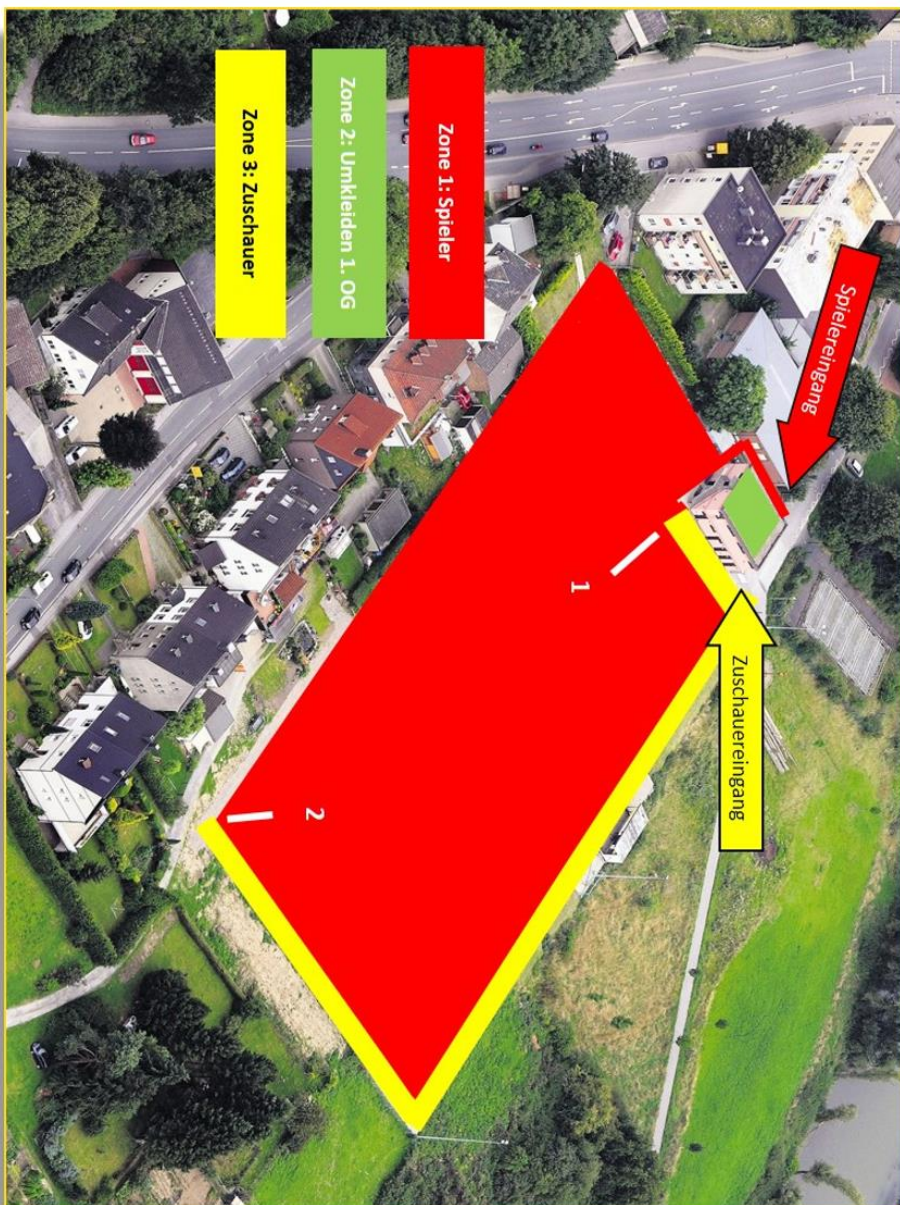 Zone 1: Spieler
Zone 2: Umkleiden 1. OG
Zone 3: Zuschauer
Spielereingang
Zuschauereingang
1
2